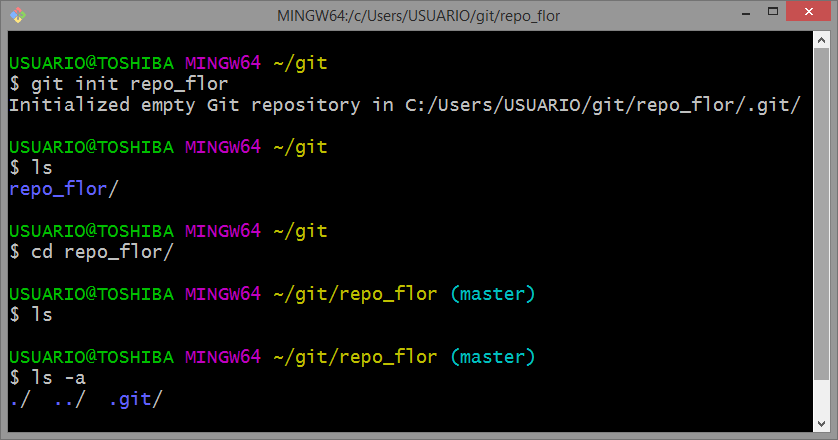 MINGW64:/c/Users/USUARIO/git/repo_flor
USUARIO@TOSHIBA MINGW64 ~/git
$ git init repo_flor
Initialized empty Git repository in C:/Users/USUARIO/git/repo_flor/.git/
USUARIO@TOSHIBA MINGW64 ~/git
$ ls
repo_flor/
USUARIO@TOSHIBA MINGW64 ~/git
$ cd repo_flor/
USUARIO@TOSHIBA MINGW64 ~/git/repo_flor (master)
$ ls
USUARIO@TOSHIBA MINGW64 ~/git/repo_flor (master)
$ ls -a
./  ../  .git/